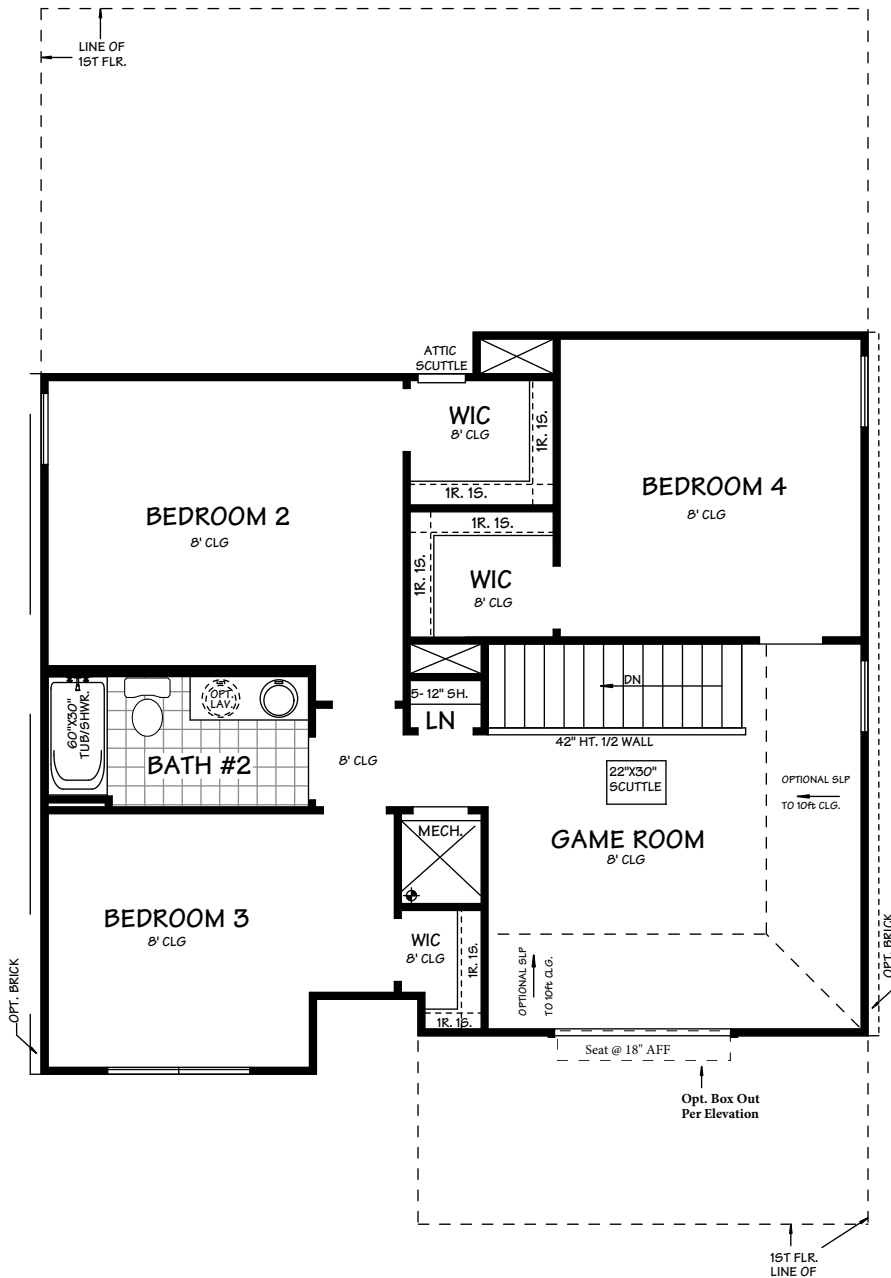 LINE OF
1ST FLR.
ATTIC
SCUTTLE
WIC
8' CLG
1R. 1S.
1R. 1S.
BEDROOM 4
8' CLG
BEDROOM 2
8' CLG
1R. 1S.
1R. 1S.
WIC
8' CLG
60"X30"
TUB/SHWR.
OPT.
LAV.
BATH #2
5- 12" SH.
LN
DN
42" HT. 1/2 WALL
8' CLG
22"X30"
SCUTTLE
OPTIONAL SLP
TO 10ft CLG.
GAME ROOM
8' CLG
MECH.
BEDROOM 3
8' CLG
WIC
8' CLG
1R. 1S.
1R. 1S.
OPTIONAL SLP
TO 10ft CLG.
OPT. BRICK
OPT. BRICK
Seat @ 18" AFF
Opt. Box Out
Per Elevation
1ST FLR.
LINE OF